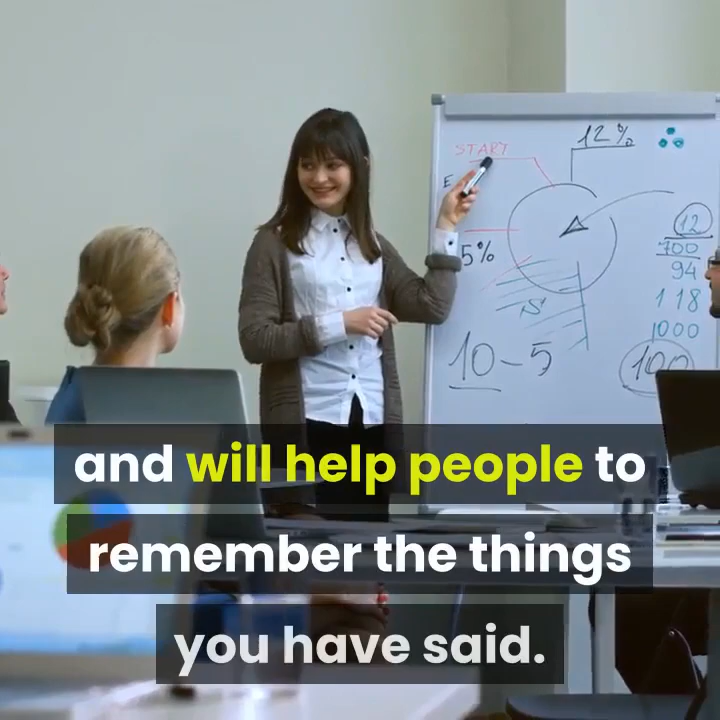 START
12%
E
5%
12
700
94
118
1000
S
10-5
100
and will help people to
remember the things
you have said.